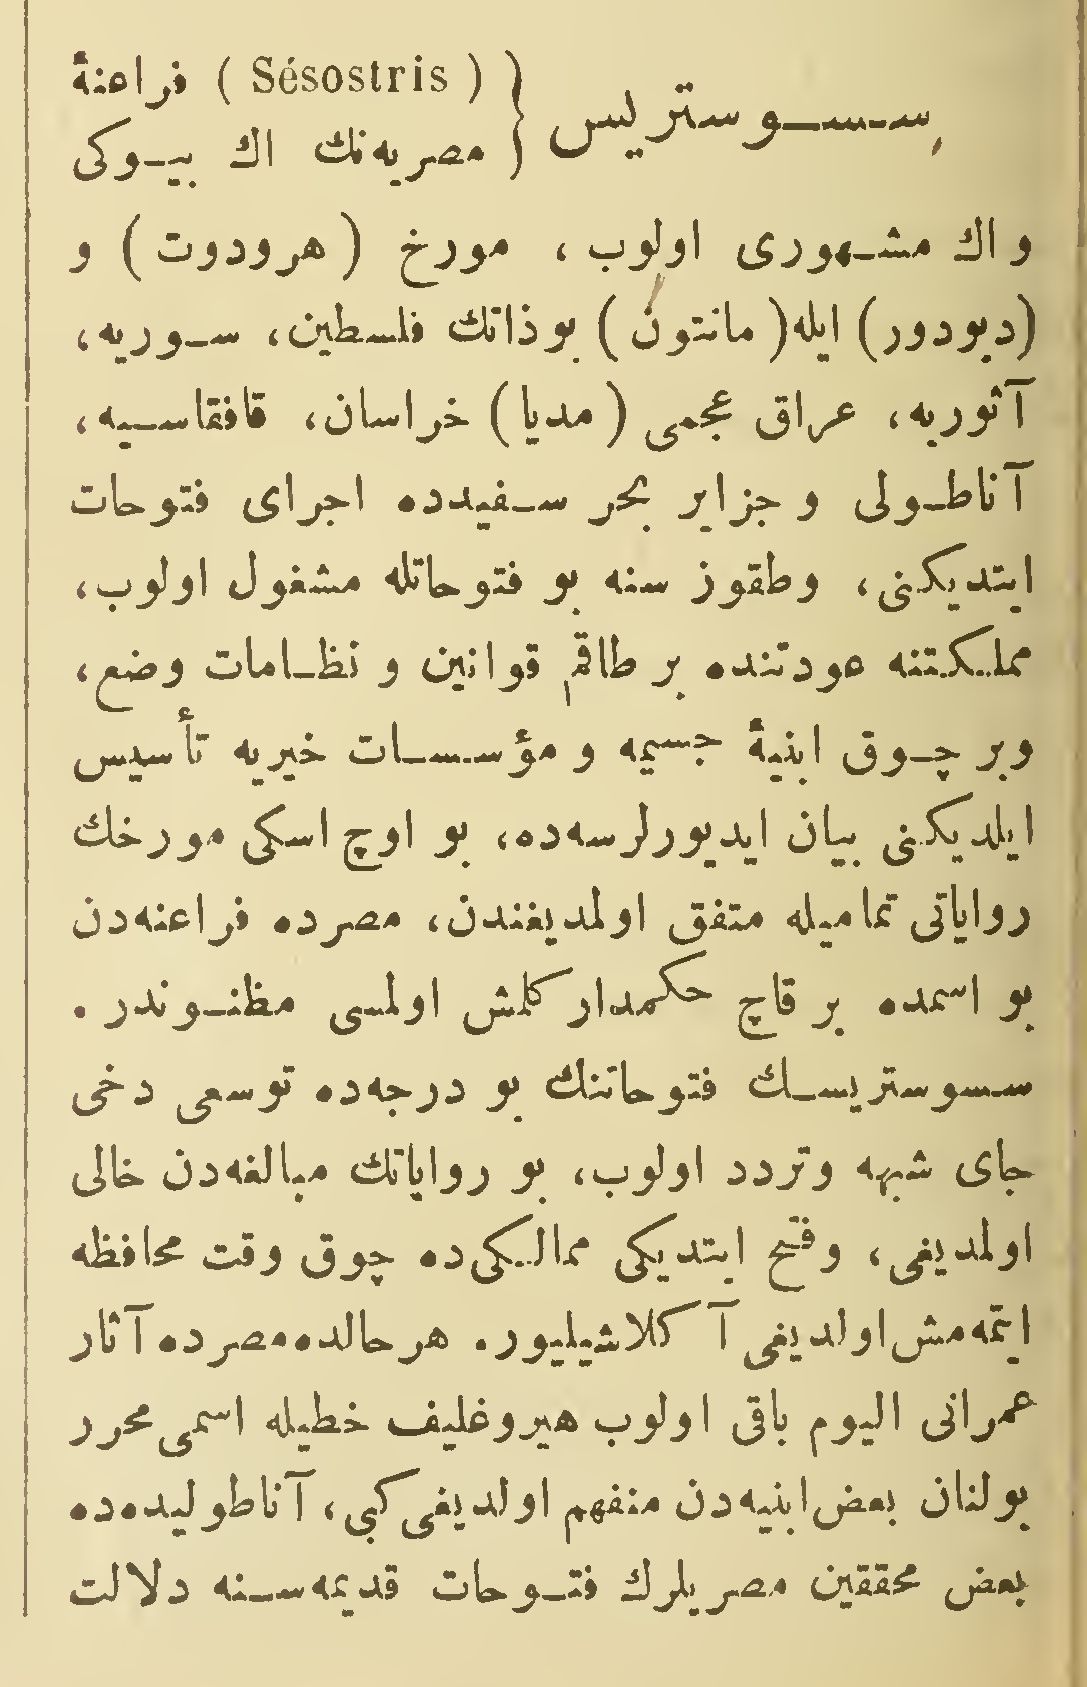 سسوستريس { (Sésostris) فراعنهٔ
مصريه‌نك اك بيوكى
و اك مشهورى اولوب ، مورخ (هرودوت) و
(ديودور) ايله (مانتون) بوذاتك فلسطين، سوريه،
آثوريه، عراق عجمى (مديا) خراسان، قافقاسيه،
آناطولى و جزاير بحر سفيدده اجراى فتوحات
ايتديكنى، وطقوز سنه بو فتوحاتله مشغول اولوب،
مملكتنه عودتنده بر طاقم قوانين و نظامات وضع،
وبر چوق ابنيهٔ جسيمه و مؤسسات خيريه تأسيس
ايلديكنى بيان ايديورلرسه‌ده، بو اوچ اسكى مورخك
رواياتى تماميله متفق اولمديغندن، مصرده فراعنه‌دن
بو اسمده بر قاچ حكمدار كلمش اولمسى مظنوندر.
سسوستريسك فتوحاتنك بو درجه‌ده توسعى دخى
جاى شبهه وتردد اولوب، بو رواياتك مبالغه‌دن خالى
اولمديغى، وفتح ايتديكى ممالكى‌ده چوق وقت محافظه
ايتمه‌مش اولديغى آكلاشيليور. هرحالده مصرده آثار
عمرانى اليوم باقى اولوب هيروغليف خطيله اسمى محرر
بولنان بعض ابنيه‌دن منفهم اولديغى كبى، آناطوليده‌ده
بعض محققين مصريلرك فتوحات قديمه‌سنه دلالت